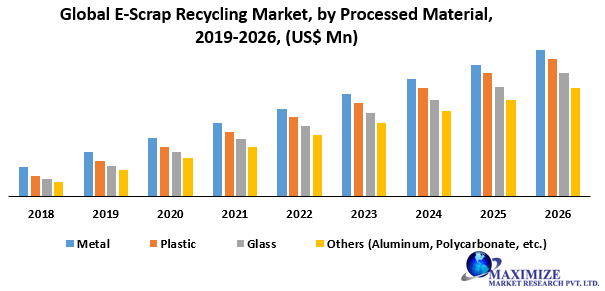 Global E-Scrap Recycling Market, by Processed Material,
2019-2026, (US$ Mn)
2018 2019 2020 2021 2022 2023 2024 2025 2026
Metal Plastic Glass Others (Aluminum, Polycarbonate, etc.)
MAXIMIZE
MARKET RESEARCH PVT. LTD.